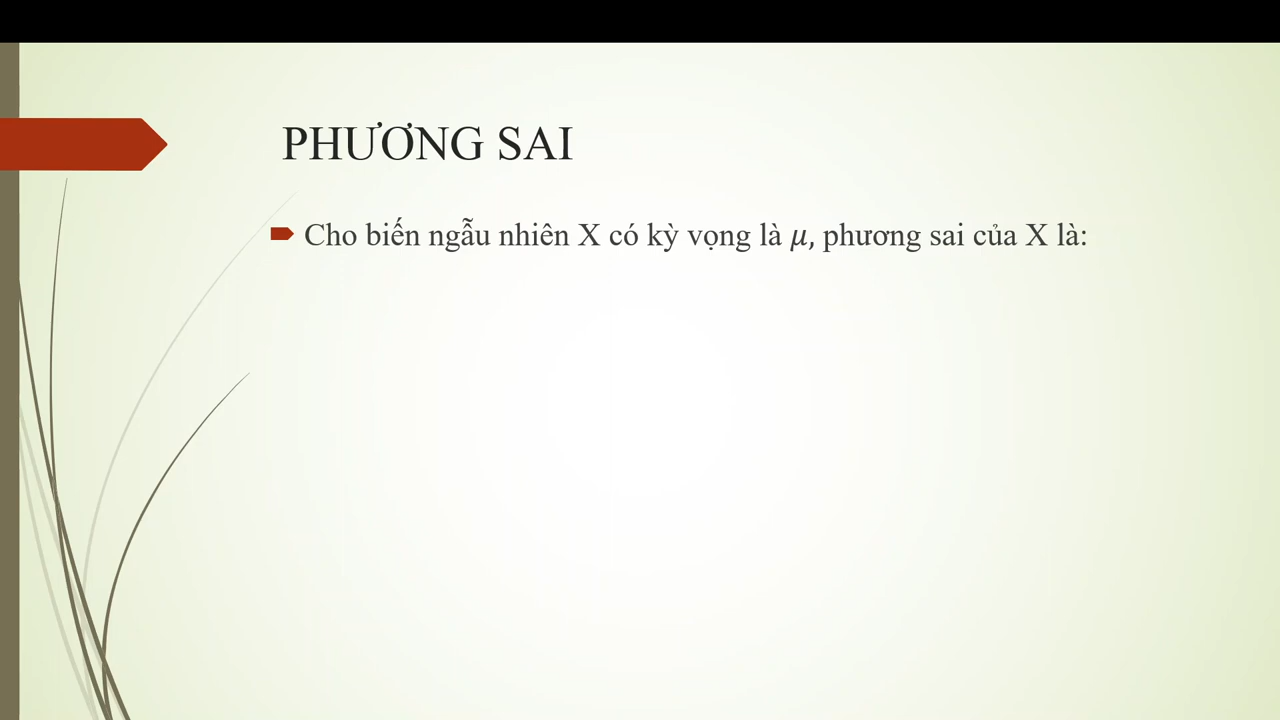 PHƯƠNG SAI
Cho biến ngẫu nhiên X có kỳ vọng là 𝜇, phương sai của X là: